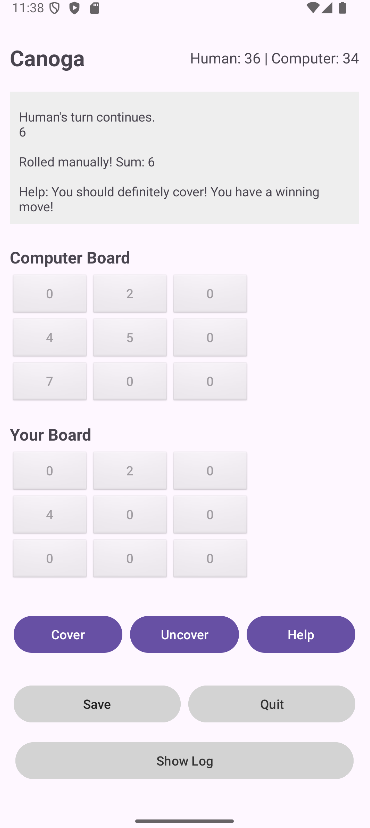 11:38
Canoga
Human: 36 | Computer: 34
Human's turn continues.
6
Rolled manually! Sum: 6
Help: You should definitely cover! You have a winning
move!
Computer Board
0 2 0
4 5 0
7 0 0
Your Board
0 2 0
4 0 0
0 0 0
Cover Uncover Help
Save Quit
Show Log